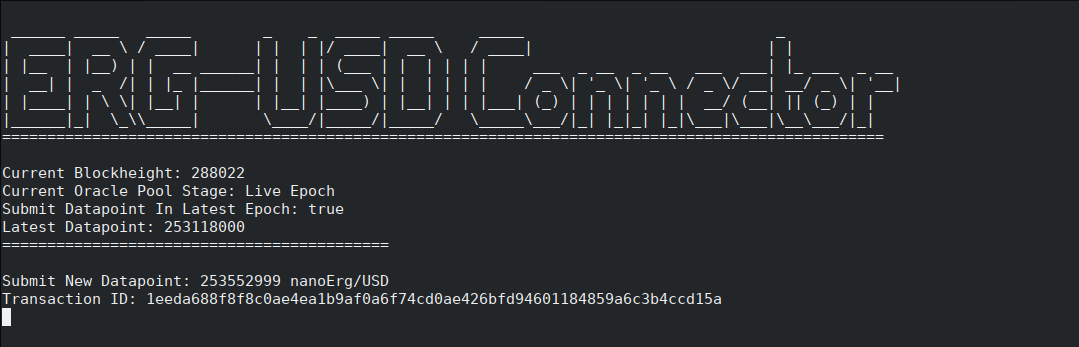 ERG-USD Connector
===================================================================================================
Current Blockheight: 288022
Current Oracle Pool Stage: Live Epoch
Submit Datapoint In Latest Epoch: true
Latest Datapoint: 253118000
===========================================
Submit New Datapoint: 253552999 nanoErg/USD
Transaction ID: 1eeda688f8f8c0ae4ea1b9af0a6f74cd0ae426bfd94601184859a6c3b4ccd15a